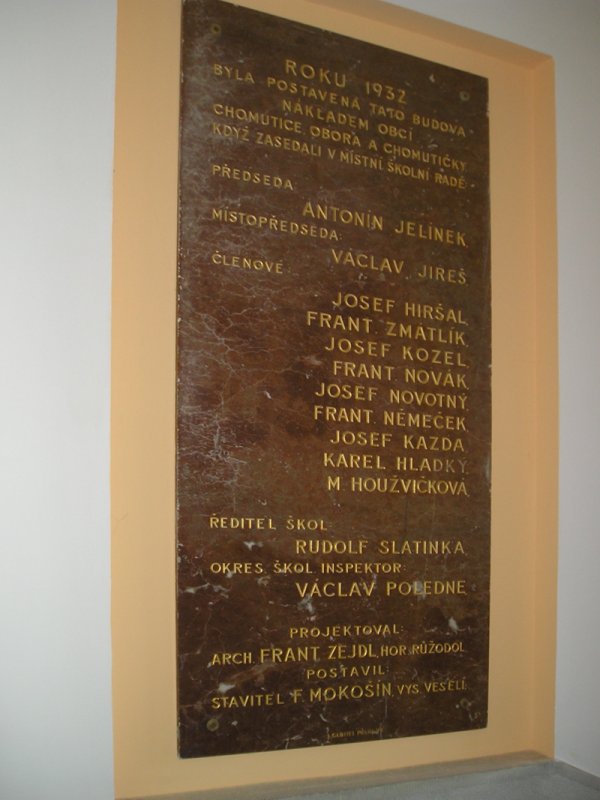 ROKU 1932
BYLA POSTAVENA TATO BUDOVA
NÁKLADEM OBCÍ
CHOMUTICE OBORA A CHOMUTIČKY
KDYŽ ZASEDALI V MÍSTNÍ ŠKOLNÍ RADĚ
PŘEDSEDA
ANTONÍN JELÍNEK
MÍSTOPŘEDSEDA:
VÁCLAV JIREŠ
ČLENOVÉ
JOSEF HIRŠAL
FRANT. ZMÁTLÍK
JOSEF KOZEL
FRANT. NOVÁK
JOSEF NOVOTNÝ
FRANT. NĚMEČEK
JOSEF KAZDA
KAREL HLADKÝ
M HOUŽVIČKOVÁ
ŘEDITEL ŠKOL:
RUDOLF SLATINKA
OKRES. ŠKOL. INSPEKTOR:
VÁCLAV POLEDNE
PROJEKTOVAL:
ARCH. FRANT ZEJDL, HOR. RŮŽODOL
POSTAVIL:
STAVITEL F. MOKOŠÍN, VYS. VESELÍ.